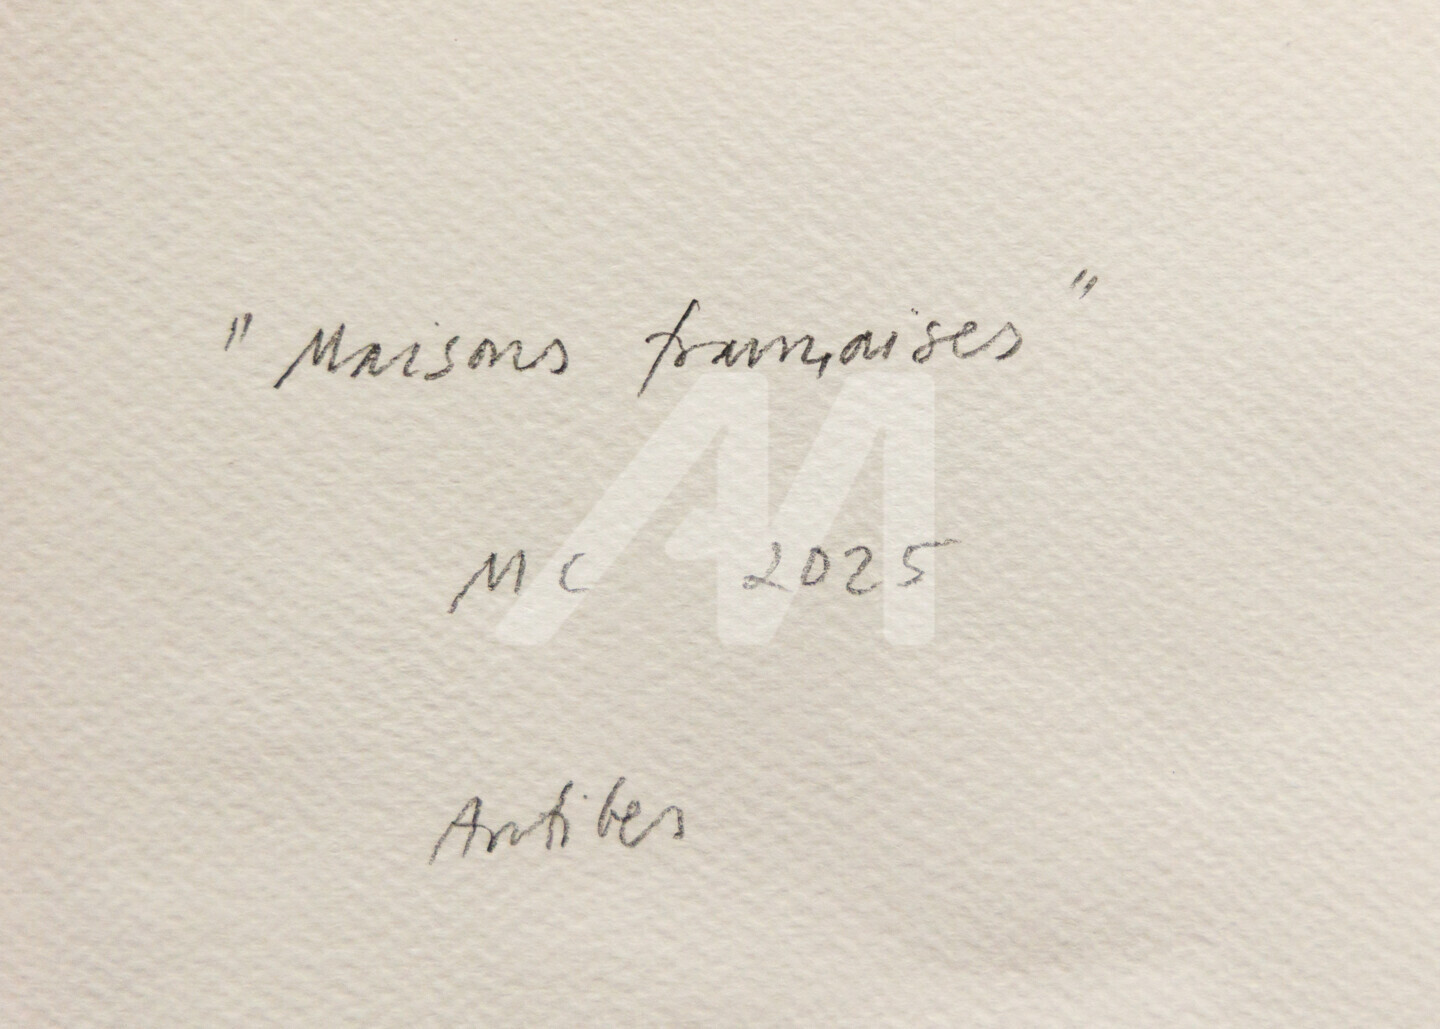 "Maisons françaises"
MC 2025
Antibes